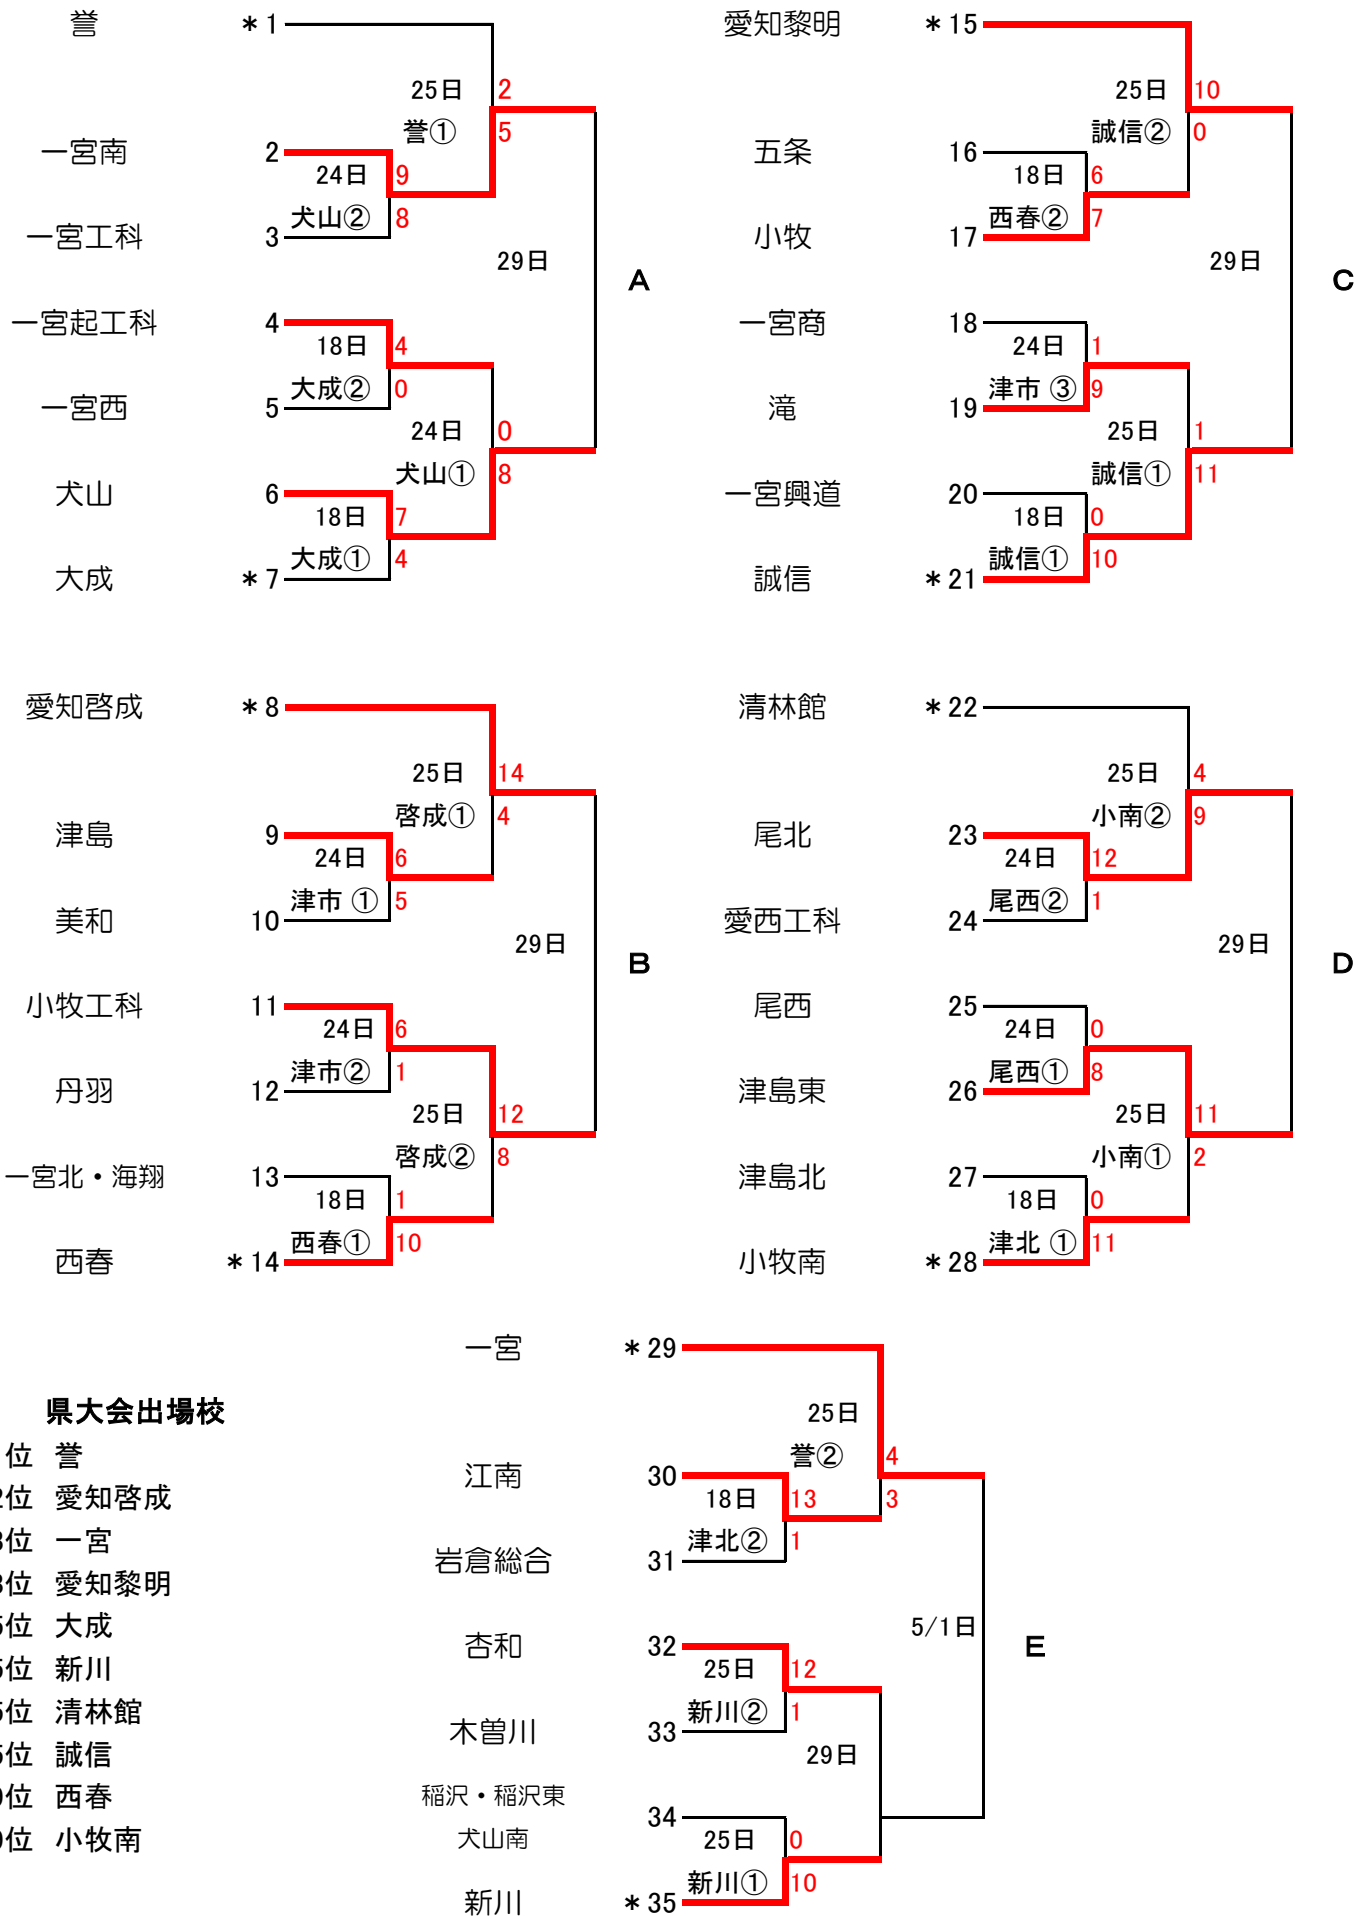 誉 ＊1
25日 2
誉① 5
一宮南 2
24日 9
犬山② 8
一宮工科 3
29日
A
一宮起工科 4
18日 4
大成② 0
一宮西 5
24日 0
犬山① 8
犬山 6
18日 7
大成① 4
大成 ＊7
愛知黎明 ＊15
25日 10
誠信② 0
五条 16
18日 6
西春② 7
小牧 17
29日
C
一宮商 18
24日 1
津市 ③ 9
滝 19
25日 1
誠信① 11
一宮興道 20
18日 0
誠信① 10
誠信 ＊21
愛知啓成 ＊8
25日 14
啓成① 4
津島 9
24日 6
津市 ① 5
美和 10
29日
B
小牧工科 11
24日 6
津市② 1
丹羽 12
25日 12
啓成② 8
一宮北・海翔 13
18日 1
西春① 10
西春 ＊14
清林館 ＊22
25日 4
小南② 9
尾北 23
24日 12
尾西② 1
愛西工科 24
29日
D
尾西 25
24日 0
尾西① 8
津島東 26
25日 11
小南① 2
津島北 27
18日 0
津北 ① 11
小牧南 ＊28
一宮 ＊29
25日
誉② 4
3
江南 30
18日 13
津北② 1
岩倉総合 31
5/1日
E
杏和 32
25日 12
新川② 1
木曽川 33
29日
稲沢・稲沢東
34
犬山南
25日 0
新川① 10
新川 ＊35
県大会出場校
位 誉
位 愛知啓成
位 一宮
位 愛知黎明
位 大成
位 新川
位 清林館
位 誠信
位 西春
位 小牧南